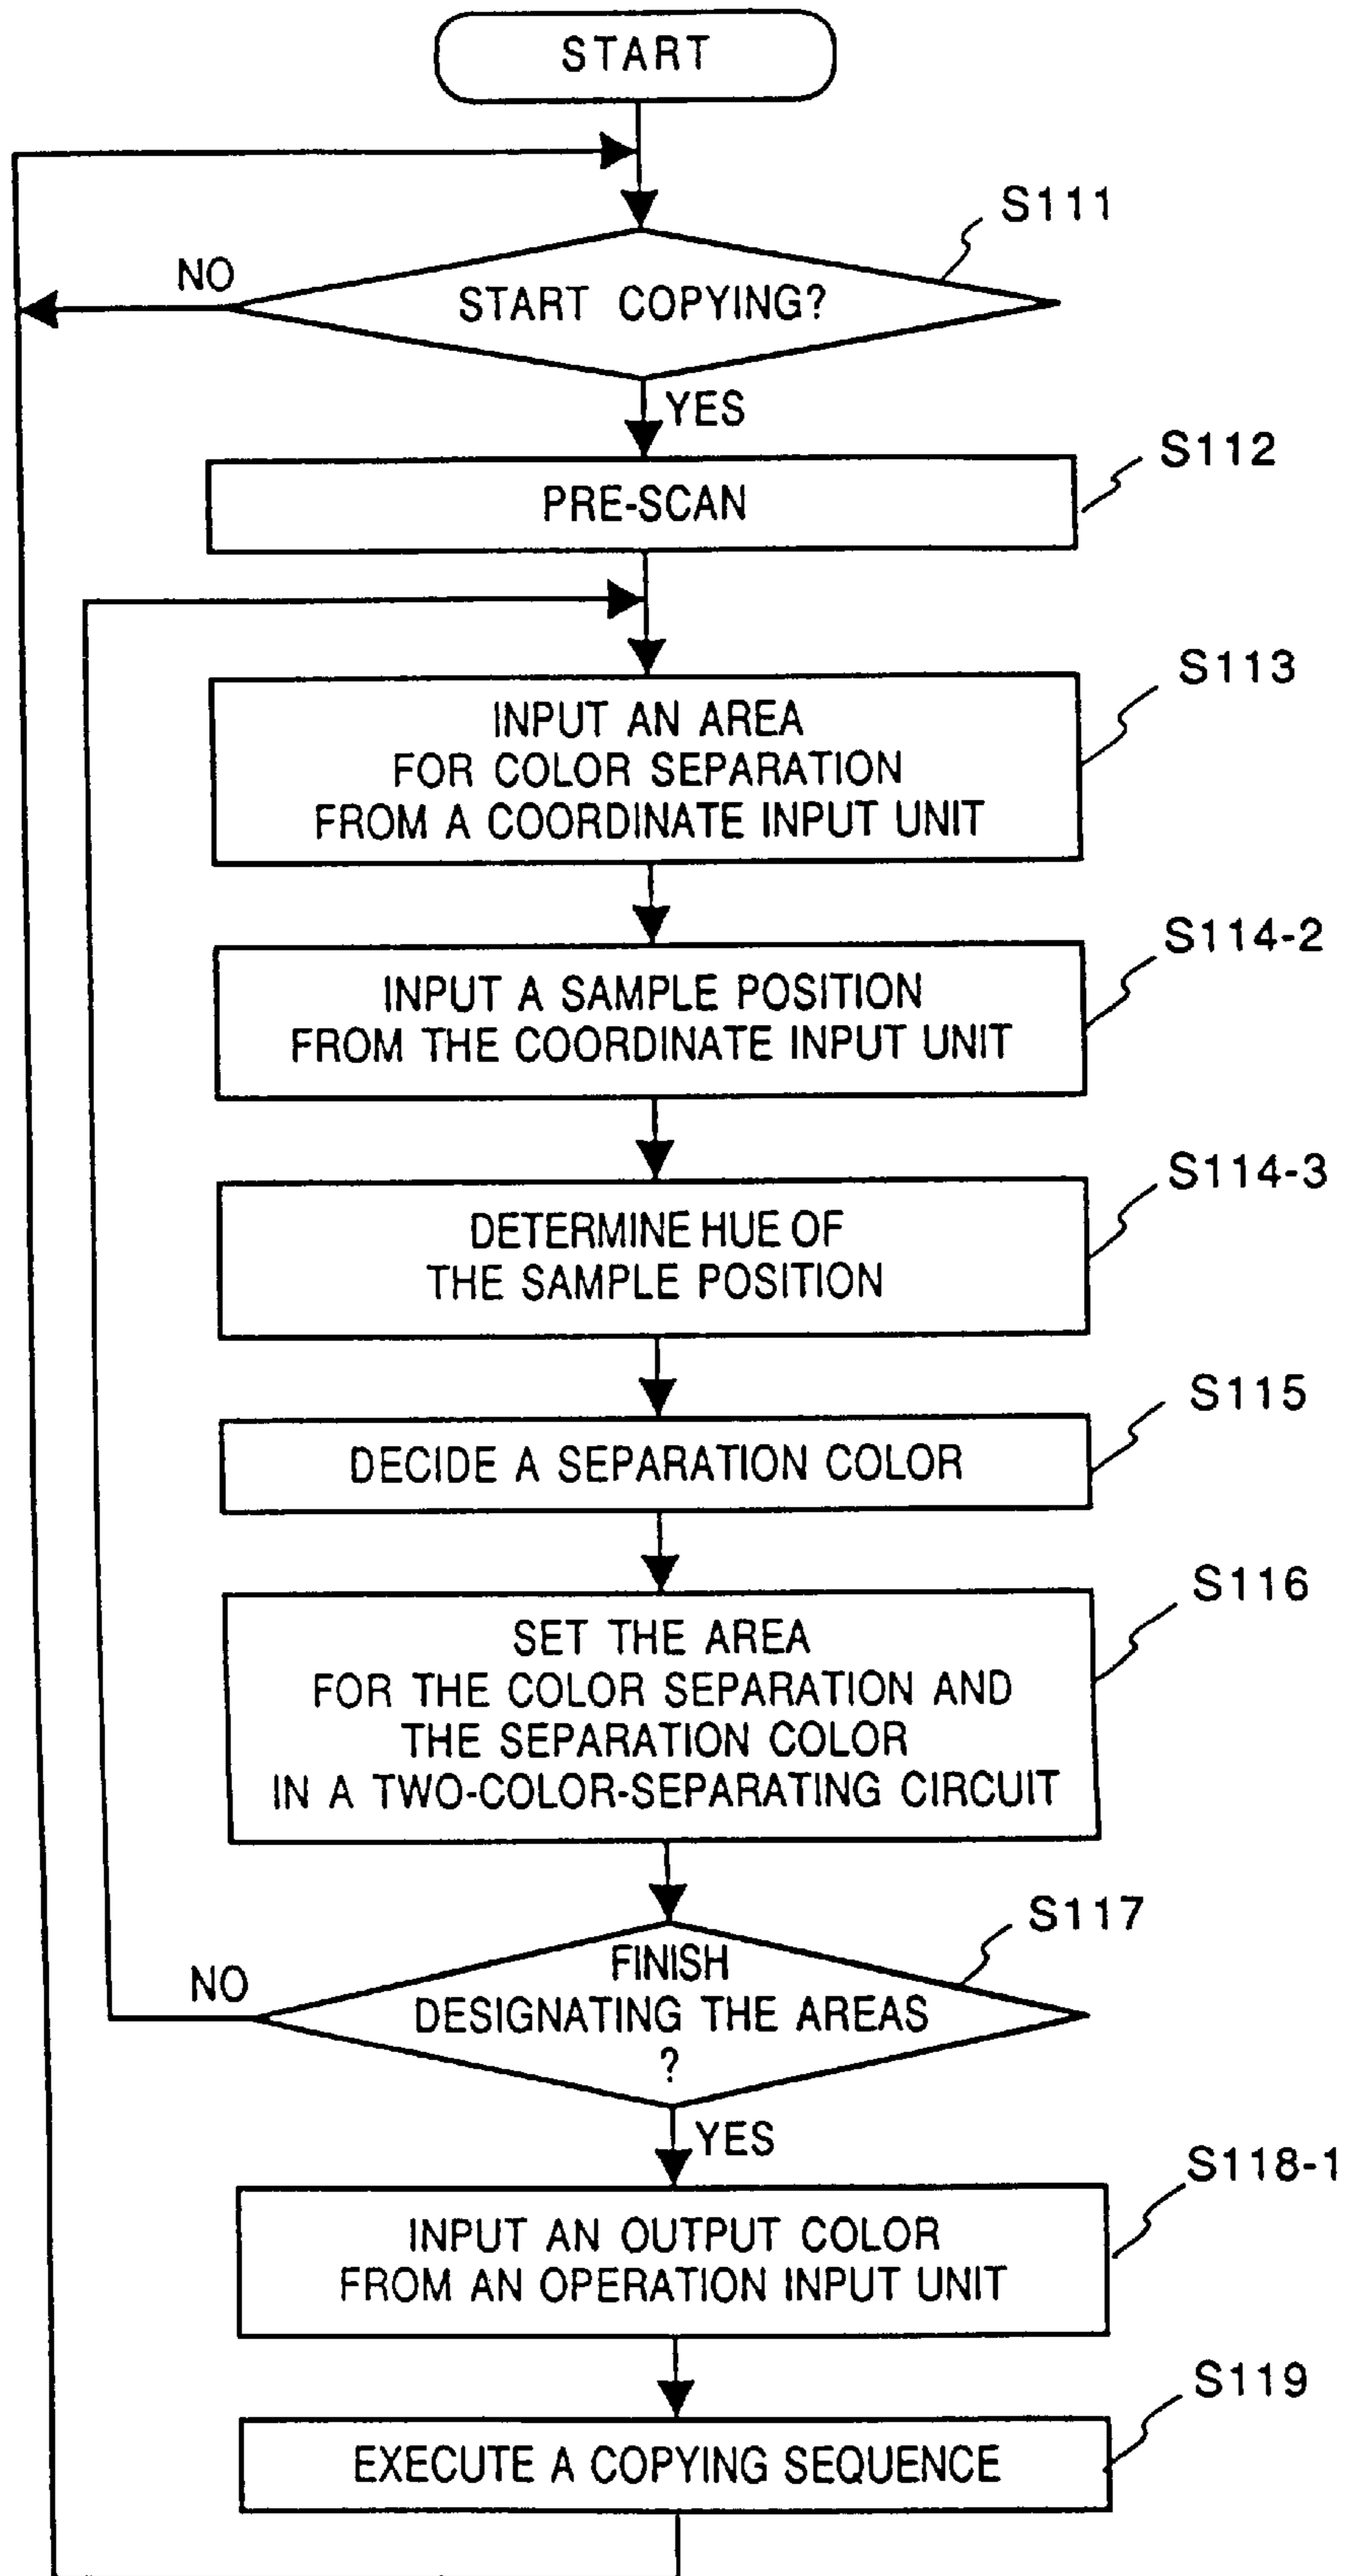 START
S111
NO
START COPYING?
YES
S112
PRE-SCAN
S113
INPUT AN AREA
FOR COLOR SEPARATION
FROM A COORDINATE INPUT UNIT
S114-2
INPUT A SAMPLE POSITION
FROM THE COORDINATE INPUT UNIT
S114-3
DETERMINE HUE OF
THE SAMPLE POSITION
S115
DECIDE A SEPARATION COLOR
S116
SET THE AREA
FOR THE COLOR SEPARATION AND
THE SEPARATION COLOR
IN A TWO-COLOR-SEPARATING CIRCUIT
S117
NO
FINISH
DESIGNATING THE AREAS
?
YES
S118-1
INPUT AN OUTPUT COLOR
FROM AN OPERATION INPUT UNIT
S119
EXECUTE A COPYING SEQUENCE